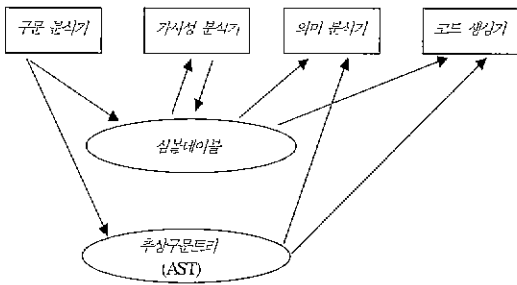 구문 분석기
가시성 분석기
의미 분석기
코드 생성기
심볼테이블
추상구문트리
(AST)